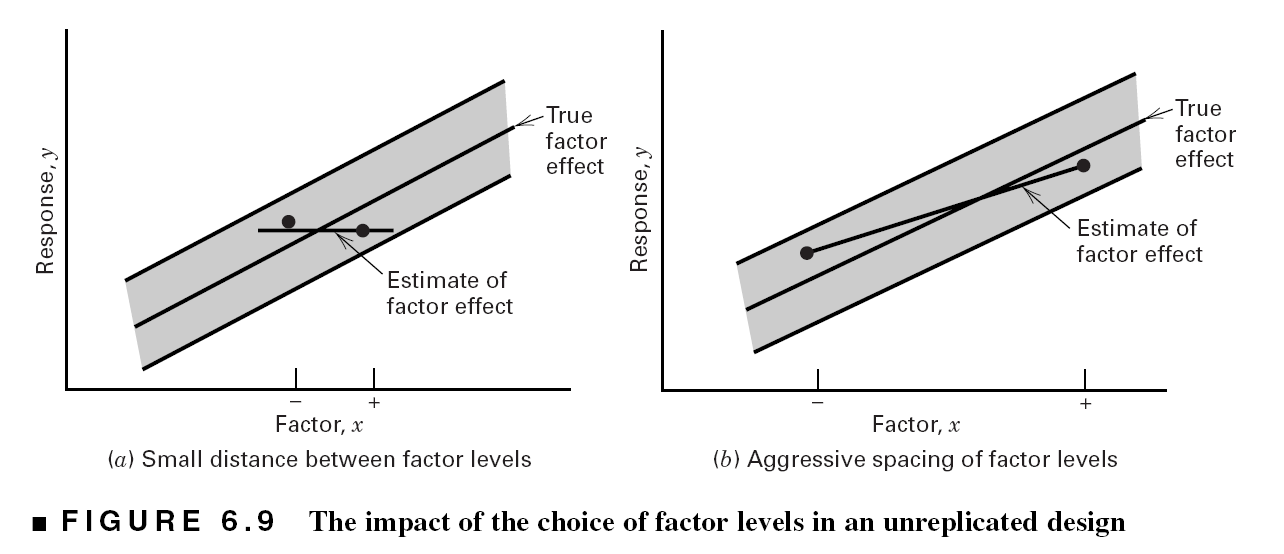 Response, y
True
factor
effect
Estimate of
factor effect
− +
Factor, x
(a) Small distance between factor levels
Response, y
True
factor
effect
Estimate of
factor effect
− +
Factor, x
(b) Aggressive spacing of factor levels
■ FIGURE 6.9 The impact of the choice of factor levels in an unreplicated design